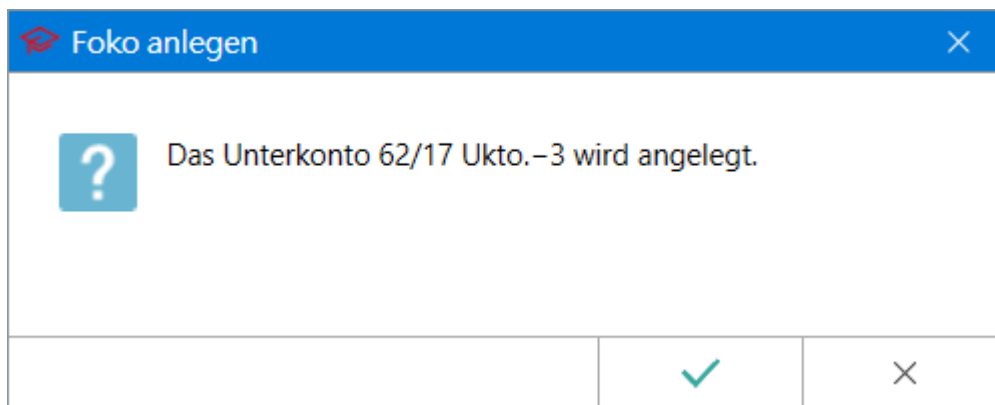 Foko anlegen
Das Unterkonto 62/17 Ukto.–3 wird angelegt.